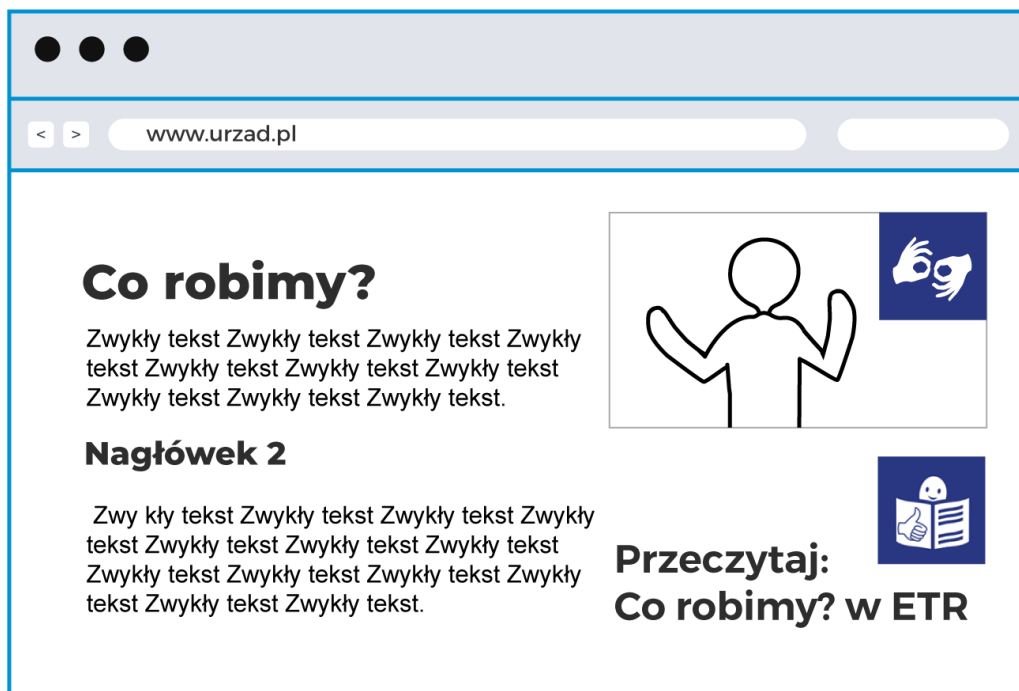 < > www.urzad.pl
Co robimy?
Zwykły tekst Zwykły tekst Zwykły tekst Zwykły
tekst Zwykły tekst Zwykły tekst Zwykły tekst
Zwykły tekst Zwykły tekst Zwykły tekst.
Nagłówek 2
Zwy kły tekst Zwykły tekst Zwykły tekst Zwykły
tekst Zwykły tekst Zwykły tekst Zwykły tekst
Zwykły tekst Zwykły tekst Zwykły tekst Zwykły
tekst Zwykły tekst Zwykły tekst.
Przeczytaj:
Co robimy? w ETR